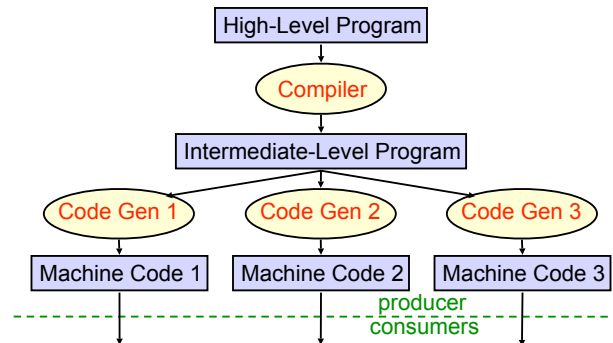 High-Level Program
Compiler
Intermediate-Level Program
Code Gen 1
Code Gen 2
Code Gen 3
Machine Code 1
Machine Code 2
Machine Code 3
producer
consumers